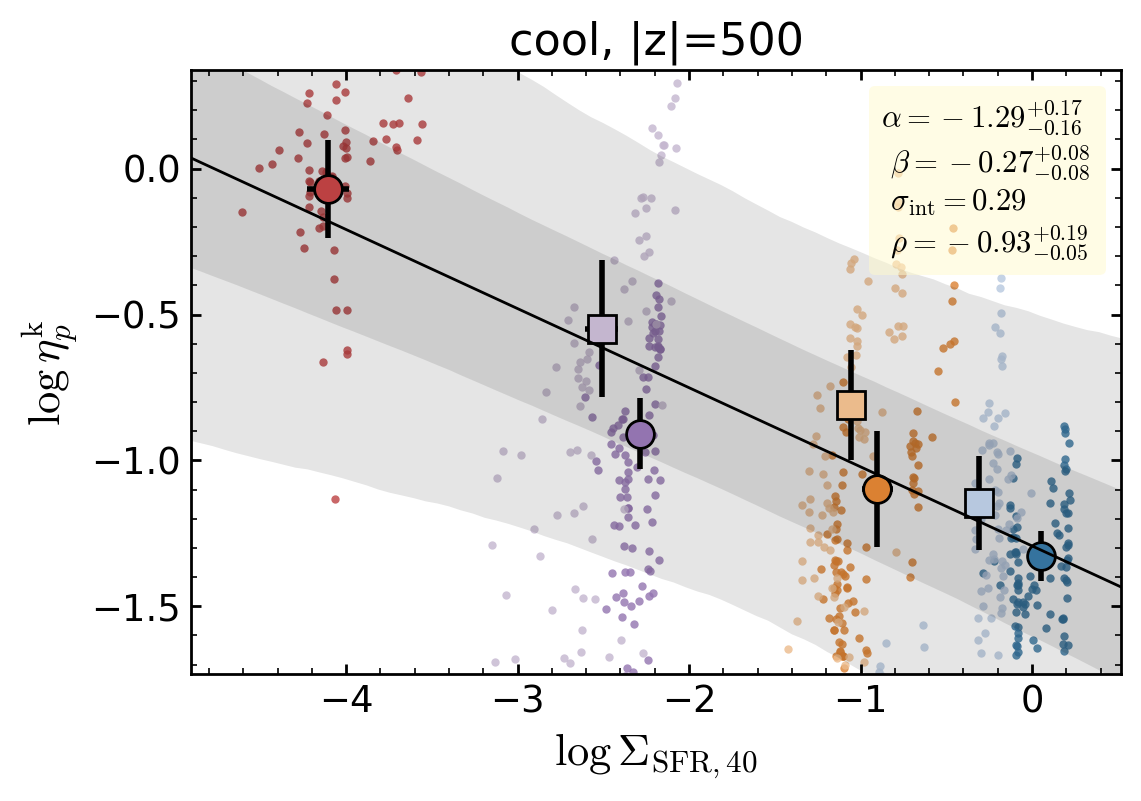 cool, |z|=500
α = − 1.29 +0.17 −0.16
β = − 0.27 +0.08 −0.08
σint = 0.29
ρ = − 0.93 +0.19 −0.05
log ηpk
0.0
−0.5
−1.0
−1.5
−4 −3 −2 −1 0
log ΣSFR, 40